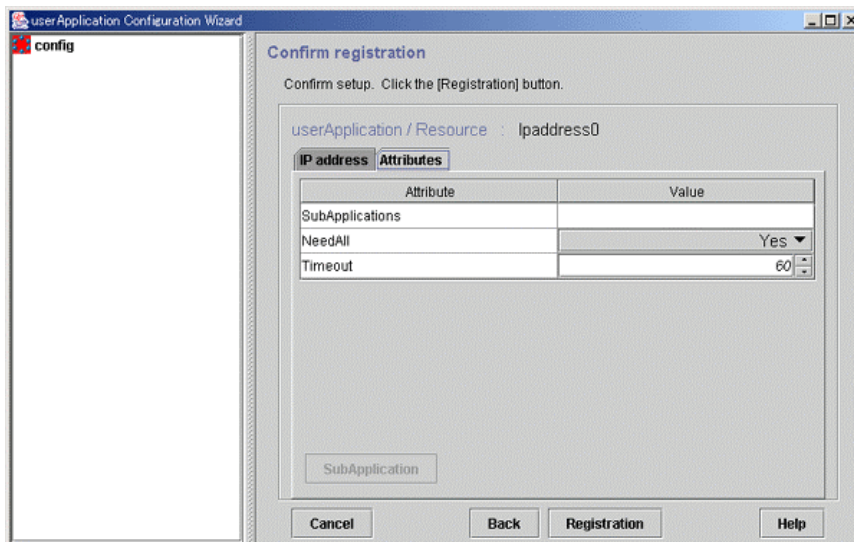 userApplication Configuration Wizard
config
Confirm registration
Confirm setup. Click the [Registration] button.
userApplication / Resource : Ipaddress0
IP address Attributes
Attribute Value
SubApplications
NeedAll Yes
Timeout 60
SubApplication
Cancel Back Registration Help